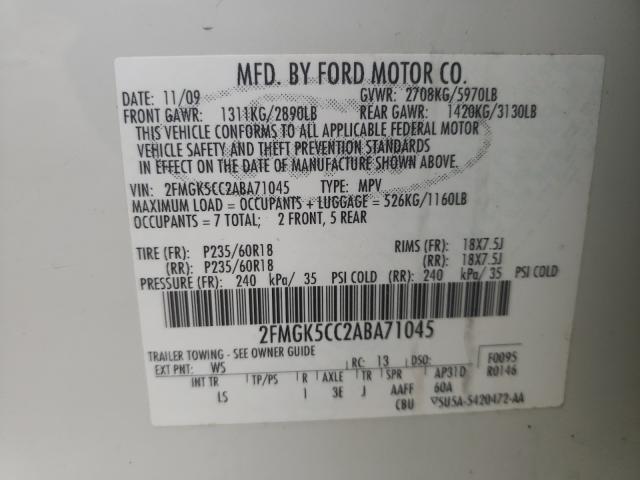 MFD. BY FORD MOTOR CO.
DATE: 11/09 GVWR: 2708KG/5970LB
FRONT GAWR: 1311KG/2890LB REAR GAWR: 1420KG/3130LB
THIS VEHICLE CONFORMS TO ALL APPLICABLE FEDERAL MOTOR
VEHICLE SAFETY AND THEFT PREVENTION STANDARDS
IN EFFECT ON THE DATE OF MANUFACTURE SHOWN ABOVE.
VIN: 2FMGK5CC2ABA71045 TYPE: MPV
MAXIMUM LOAD = OCCUPANTS + LUGGAGE = 526KG/1160LB
OCCUPANTS = 7 TOTAL; 2 FRONT, 5 REAR
TIRE (FR): P235/60R18 RIMS (FR): 18X7.5J
(RR): P235/60R18 (RR): 18X7.5J
PRESSURE (FR): 240 kPa/ 35 PSI COLD (RR): 240 kPa/ 35 PSI COLD
2FMGK5CC2ABA71045
TRAILER TOWING - SEE OWNER GUIDE
EXT PNT: WS RC: 13 DSO: F0095
INT TR TP/PS R AXLE TR SPR AP31D R0146
LS I 3E J AAFF 60A
CBU ▽5U5A-5420472-AA